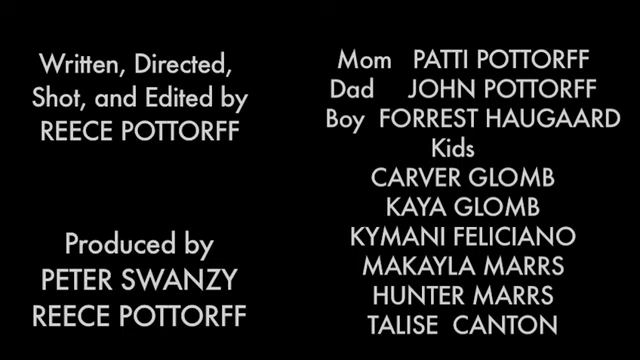 Written, Directed,
Shot, and Edited by
REECE POTTORFF
Produced by
PETER SWANZY
REECE POTTORFF
Mom PATTI POTTORFF
Dad JOHN POTTORFF
Boy FORREST HAUGAARD
Kids
CARVER GLOMB
KAYA GLOMB
KYMANI FELICIANO
MAKAYLA MARRS
HUNTER MARRS
TALISE CANTON